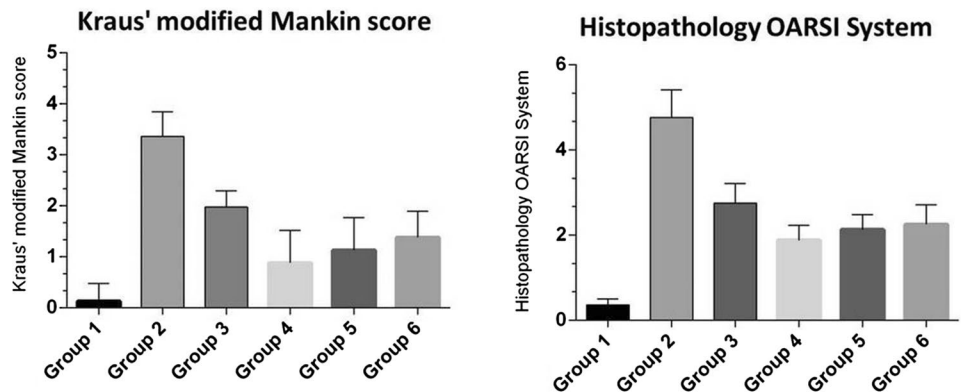 Kraus' modified Mankin score
Kraus' modified Mankin score
5
4
3
2
1
0
Group 1
Group 2
Group 3
Group 4
Group 5
Group 6
Histopathology OARSI System
Histopathology OARSI System
6
4
2
0
Group 1
Group 2
Group 3
Group 4
Group 5
Group 6